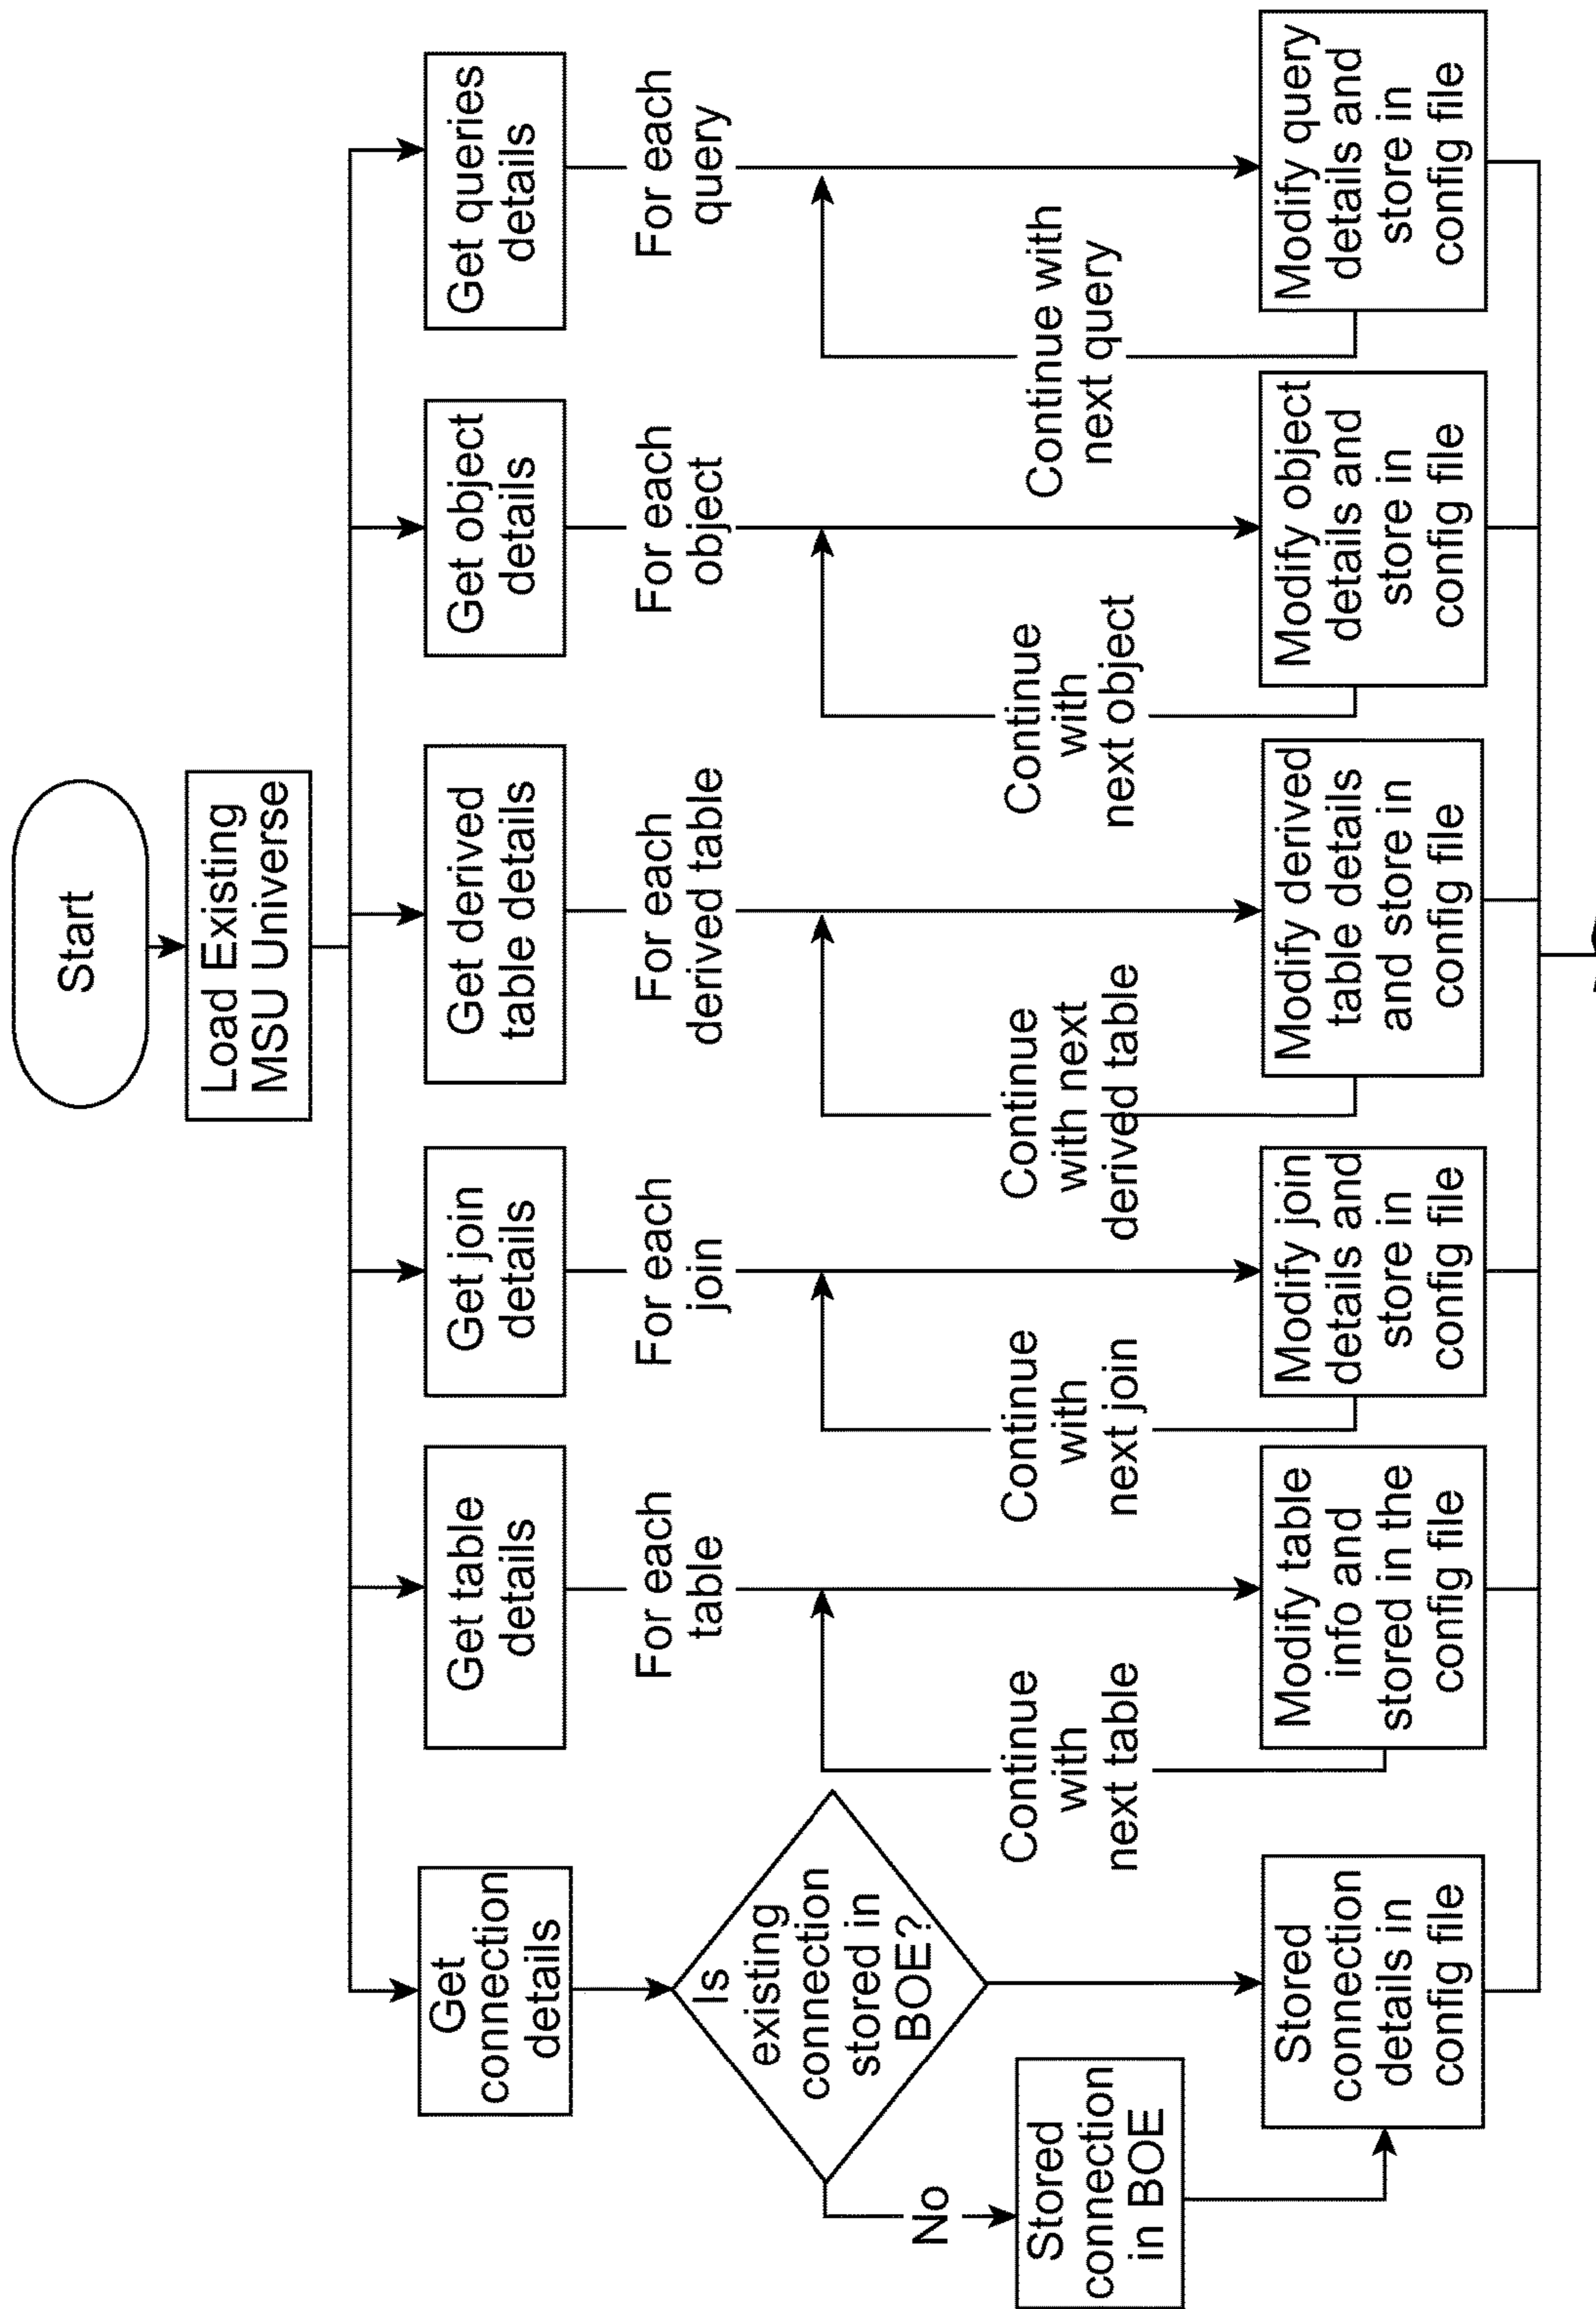 Start
Load Existing
MSU Universe
Get
connection
details
Get table
details
Get join
details
Get derived
table details
Get object
details
Get queries
details
Is
existing
connection
stored in
BOE?
For each
table
For each
join
For each
derived table
For each
object
For each
query
No
Stored
connection
in BOE
Continue
with
next table
Continue
with
next join
Continue
with next
derived table
Continue
with
next object
Continue with
next query
Stored
connection
details in
config file
Modify table
info and
stored in the
config file
Modify join
details and
store in
config file
Modify derived
table details
and store in
config file
Modify object
details and
store in
config file
Modify query
details and
store in
config file